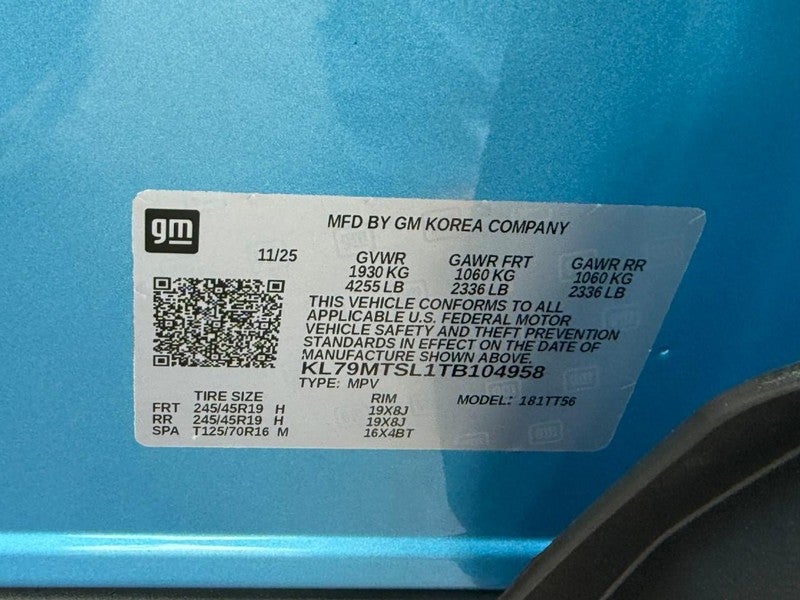 gm
MFD BY GM KOREA COMPANY
11/25 GVWR GAWR FRT GAWR RR
1930 KG 1060 KG 1060 KG
4255 LB 2336 LB 2336 LB
THIS VEHICLE CONFORMS TO ALL
APPLICABLE U.S. FEDERAL MOTOR
VEHICLE SAFETY AND THEFT PREVENTION
STANDARDS IN EFFECT ON THE DATE OF
MANUFACTURE SHOWN ABOVE.
KL79MTSL1TB104958
TYPE: MPV
TIRE SIZE RIM MODEL: 181TT56
FRT 245/45R19 H 19X8J
RR 245/45R19 H 19X8J
SPA T125/70R16 M 16X4BT